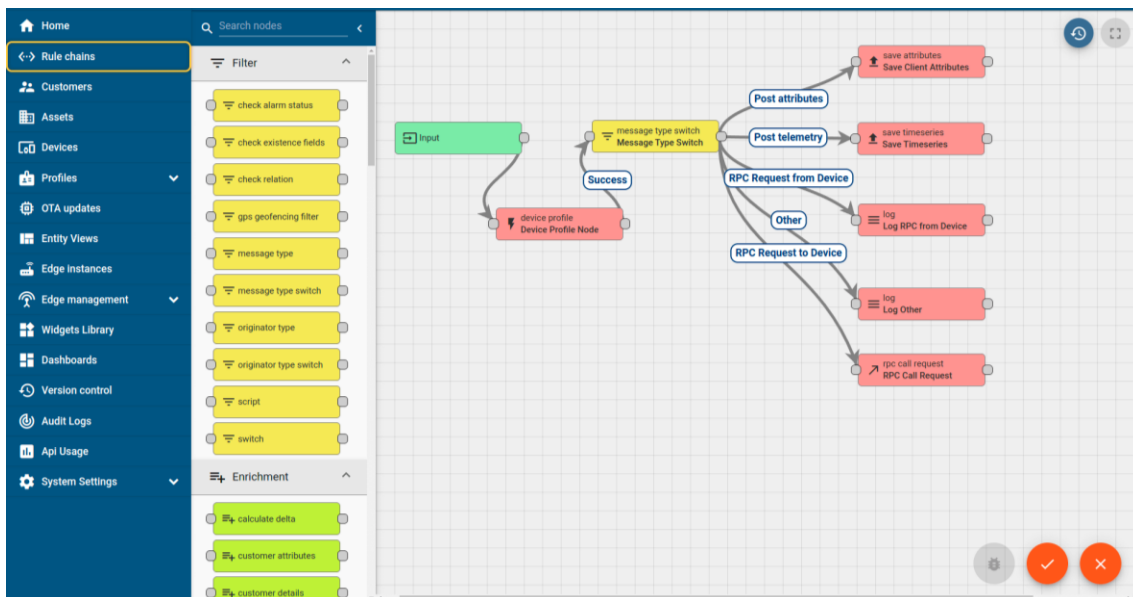 Home
Rule chains
Customers
Assets
Devices
Profiles
OTA updates
Entity Views
Edge instances
Edge management
Widgets Library
Dashboards
Version control
Audit Logs
Api Usage
System Settings
Search nodes
Filter
check alarm status
check existence fields
check relation
gps geofencing filter
message type
message type switch
originator type
originator type switch
script
switch
Enrichment
calculate delta
customer attributes
customer details
Input
device profile
Device Profile Node
Success
message type switch
Message Type Switch
Post attributes
Post telemetry
RPC Request from Device
Other
RPC Request to Device
save attributes
Save Client Attributes
save timeseries
Save Timeseries
log
Log RPC from Device
log
Log Other
rpc call request
RPC Call Request